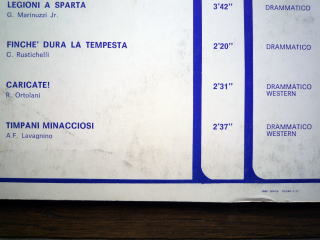 LEGIONI A SPARTA 3'42" DRAMMATICO
G. Marinuzzi Jr.
FINCHE' DURA LA TEMPESTA 2'20" DRAMMATICO
C. Rustichelli
CARICATE! 2'31" DRAMMATICO
R. Ortolani WESTERN
TIMPANI MINACCIOSI 2'37" DRAMMATICO
A.F. Lavagnino WESTERN